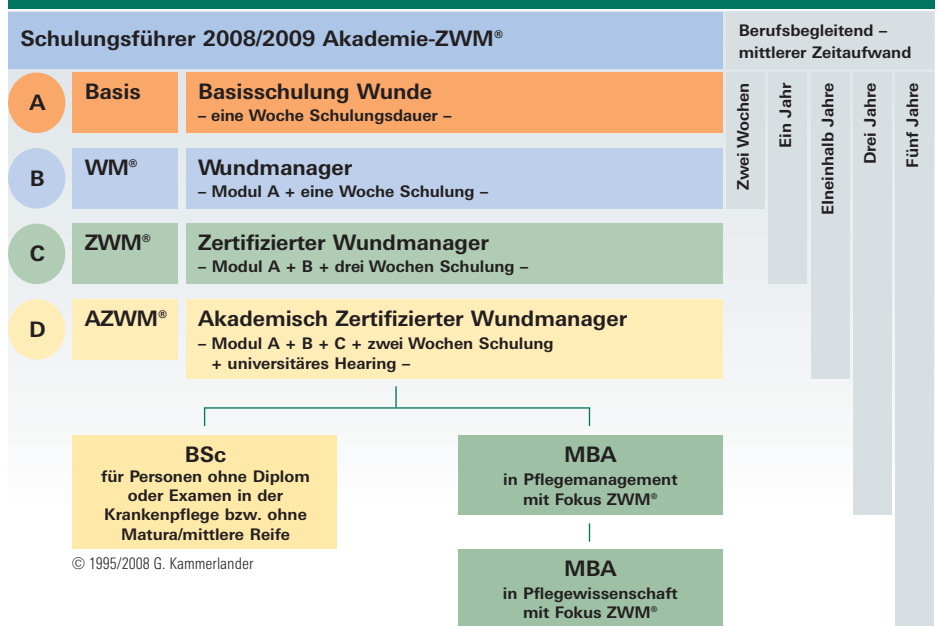 Schulungsführer 2008/2009 Akademie-ZWM®
Berufsbegleitend –
mittlerer Zeitaufwand
A
Basis
Basisschulung Wunde
– eine Woche Schulungsdauer –
B
WM®
Wundmanager
– Modul A + eine Woche Schulung –
C
ZWM®
Zertifizierter Wundmanager
– Modul A + B + drei Wochen Schulung –
D
AZWM®
Akademisch Zertifizierter Wundmanager
– Modul A + B + C + zwei Wochen Schulung
+ universitäres Hearing –
Zwei Wochen
Ein Jahr
EIneinhalb Jahre
Drei Jahre
Fünf Jahre
BSc
für Personen ohne Diplom
oder Examen in der
Krankenpflege bzw. ohne
Matura/mittlere Reife
MBA
in Pflegemanagement
mit Fokus ZWM®
© 1995/2008 G. Kammerlander
MBA
in Pflegewissenschaft
mit Fokus ZWM®